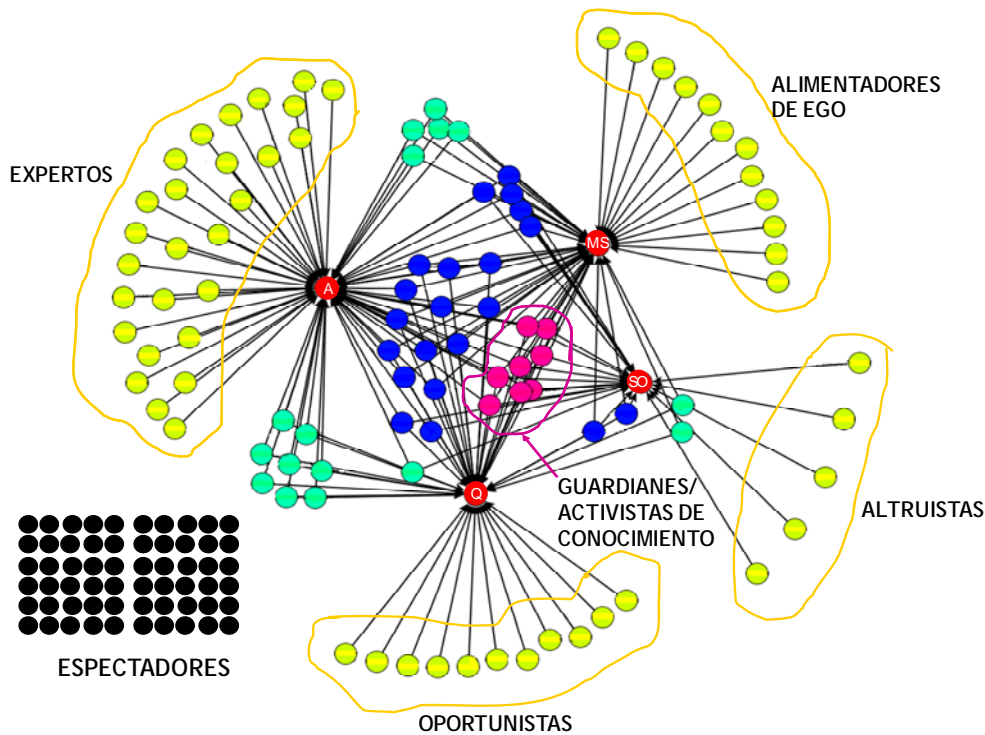 ALIMENTADORES
DE EGO
EXPERTOS
MS
A
SO
Q
GUARDIANES/
ACTIVISTAS DE
CONOCIMIENTO
ALTRUISTAS
ESPECTADORES
OPORTUNISTAS